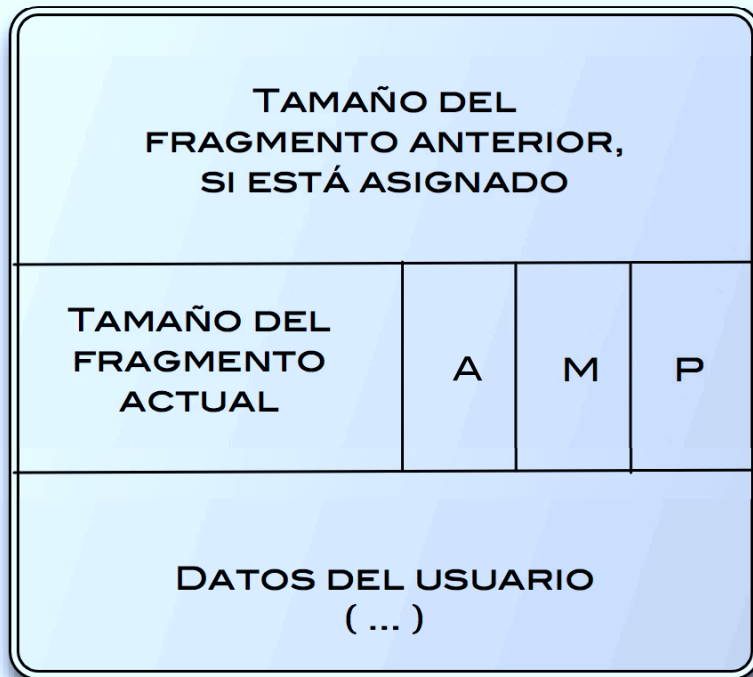 TAMAÑO DEL
FRAGMENTO ANTERIOR,
SI ESTÁ ASIGNADO
TAMAÑO DEL
FRAGMENTO
ACTUAL
A
M
P
DATOS DEL USUARIO
( ... )